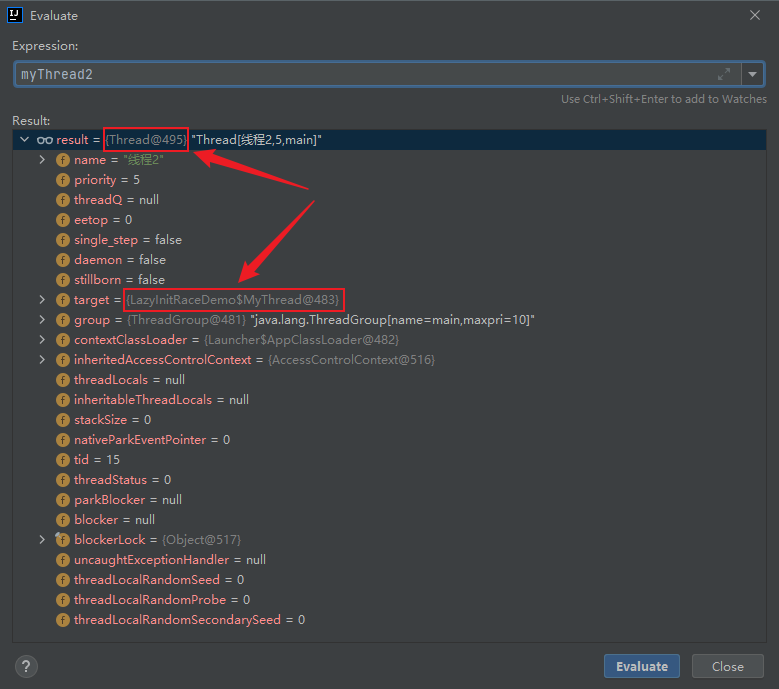 IJ
Evaluate
Expression:
myThread2
Use Ctrl+Shift+Enter to add to Watches
Result:
result = {Thread@495} "Thread[线程2,5,main]"
f name = "线程2"
f priority = 5
f threadQ = null
f eetop = 0
f single_step = false
f daemon = false
f stillborn = false
f target = {LazyInitRaceDemo$MyThread@483}
f group = {ThreadGroup@481} "java.lang.ThreadGroup[name=main,maxpri=10]"
f contextClassLoader = {Launcher$AppClassLoader@482}
f inheritedAccessControlContext = {AccessControlContext@516}
f threadLocals = null
f inheritableThreadLocals = null
f stackSize = 0
f nativeParkEventPointer = 0
f tid = 15
f threadStatus = 0
f parkBlocker = null
f blocker = null
f blockerLock = {Object@517}
f uncaughtExceptionHandler = null
f threadLocalRandomSeed = 0
f threadLocalRandomProbe = 0
f threadLocalRandomSecondarySeed = 0
? Evaluate Close